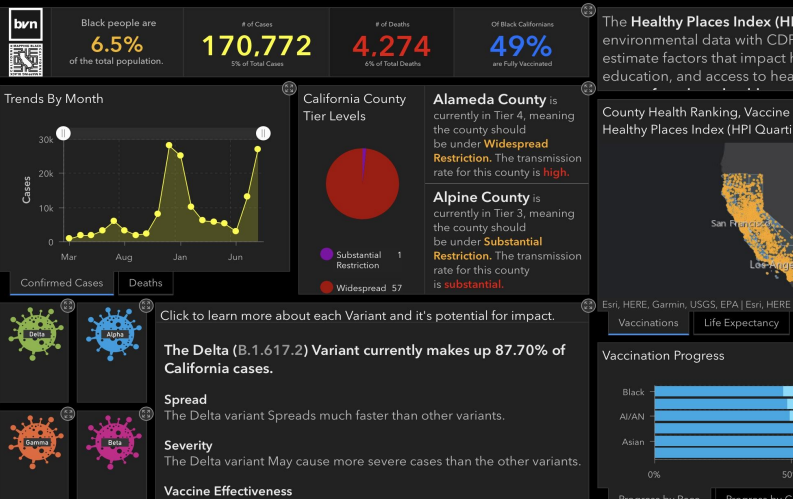 bvn
Black people are
6.5%
of the total population.
# of Cases
170,772
5% of Total Cases
# of Deaths
4,274
6% of Total Deaths
Of Black Californians
49%
are Fully Vaccinated
The Healthy Places Index (HP
environmental data with CDF
estimate factors that impact h
education, and access to hea
Trends By Month
30k
20k
10k
0
Cases
Mar
Aug
Jan
Jun
Confirmed Cases
Deaths
California County
Tier Levels
Substantial 1
Restriction
Widespread 57
Alameda County is
currently in Tier 4, meaning
the county should
be under Widespread
Restriction. The transmission
rate for this county is high.
Alpine County is
currently in Tier 3, meaning
the county should
be under Substantial
Restriction. The transmission
rate for this county
is substantial.
County Health Ranking, Vaccine
Healthy Places Index (HPI Quarti
San Francisco
Los Angele
Esri, HERE, Garmin, USGS, EPA | Esri, HERE
Vaccinations
Life Expectancy
Delta
Alpha
Gamma
Beta
Click to learn more about each Variant and it's potential for impact.
The Delta (B.1.617.2) Variant currently makes up 87.70% of
California cases.
Spread
The Delta variant Spreads much faster than other variants.
Severity
The Delta variant May cause more severe cases than the other variants.
Vaccine Effectiveness
Vaccination Progress
Black
AI/AN
Asian
0%
50